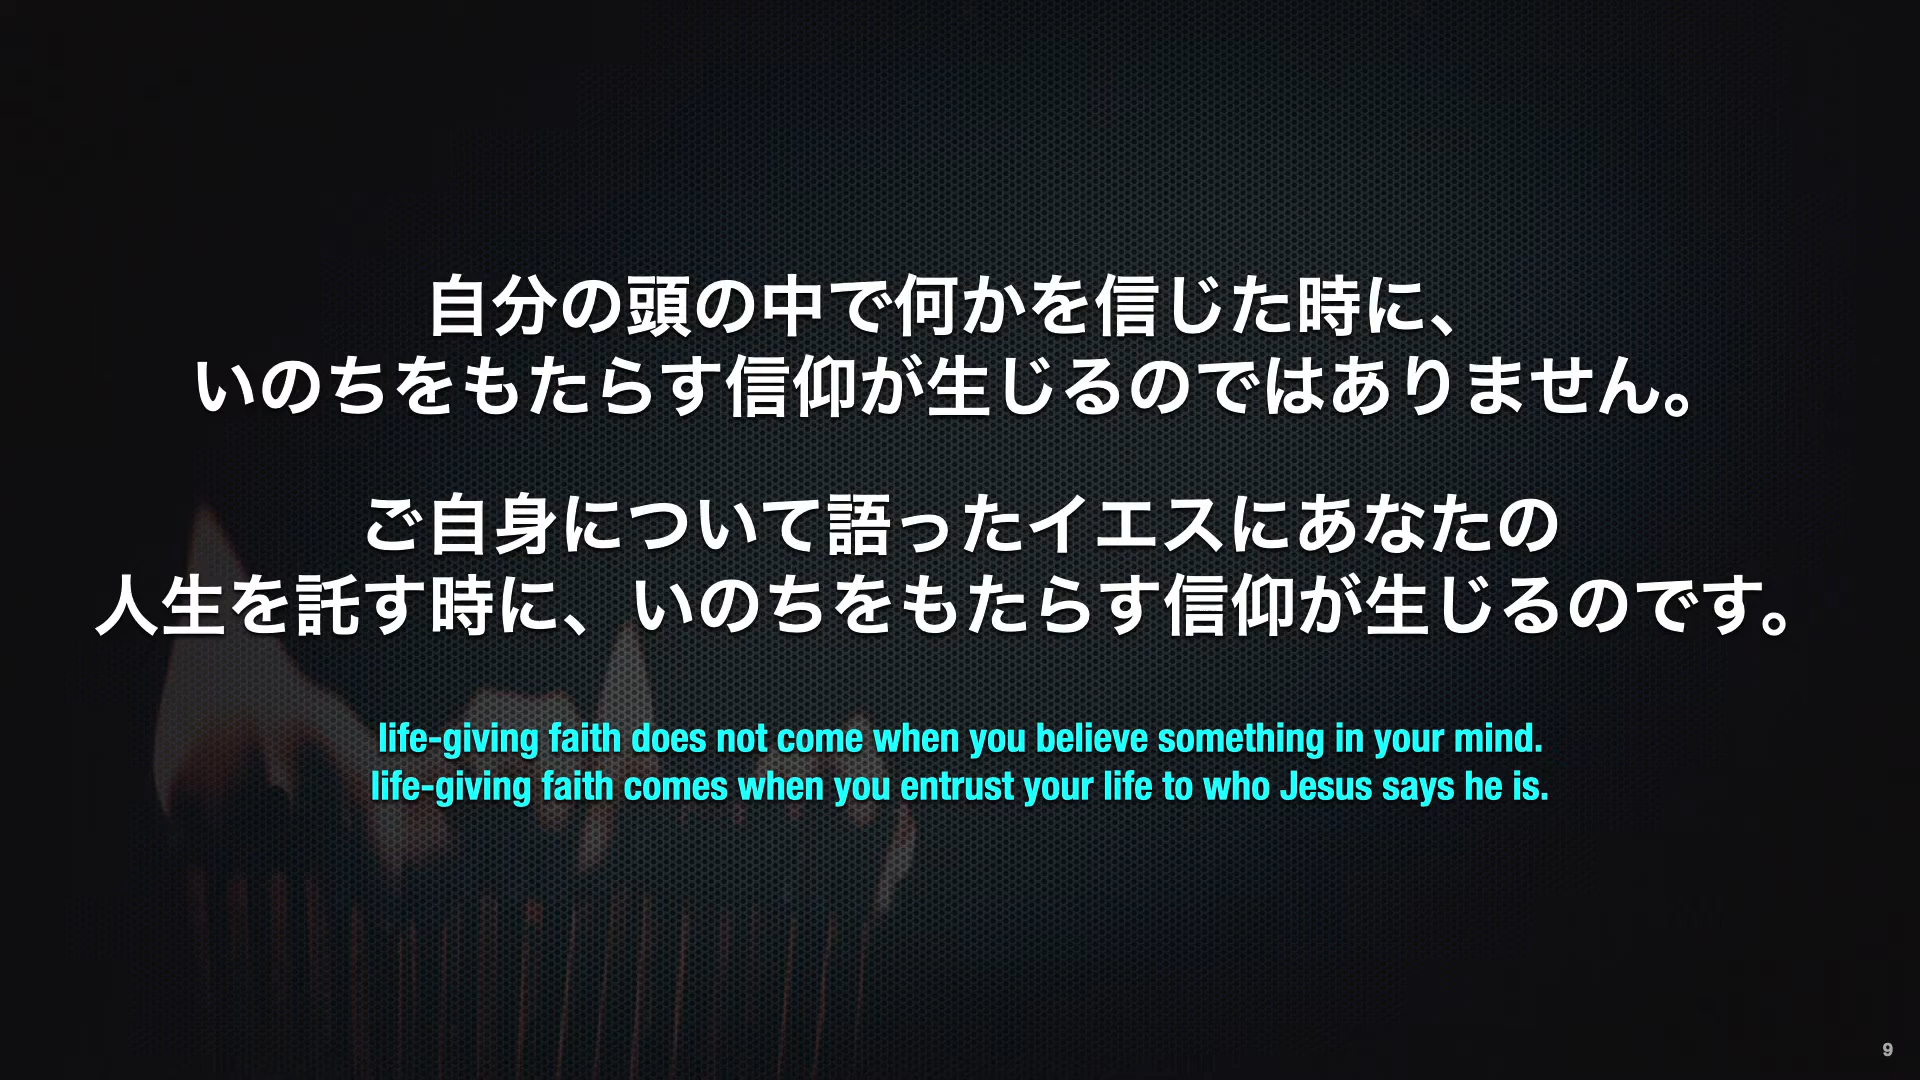 自分の頭の中で何かを信じた時に、
いのちをもたらす信仰が生じるのではありません。
ご自身について語ったイエスにあなたの
人生を託す時に、いのちをもたらす信仰が生じるのです。
life-giving faith does not come when you believe something in your mind.
life-giving faith comes when you entrust your life to who Jesus says he is.
9